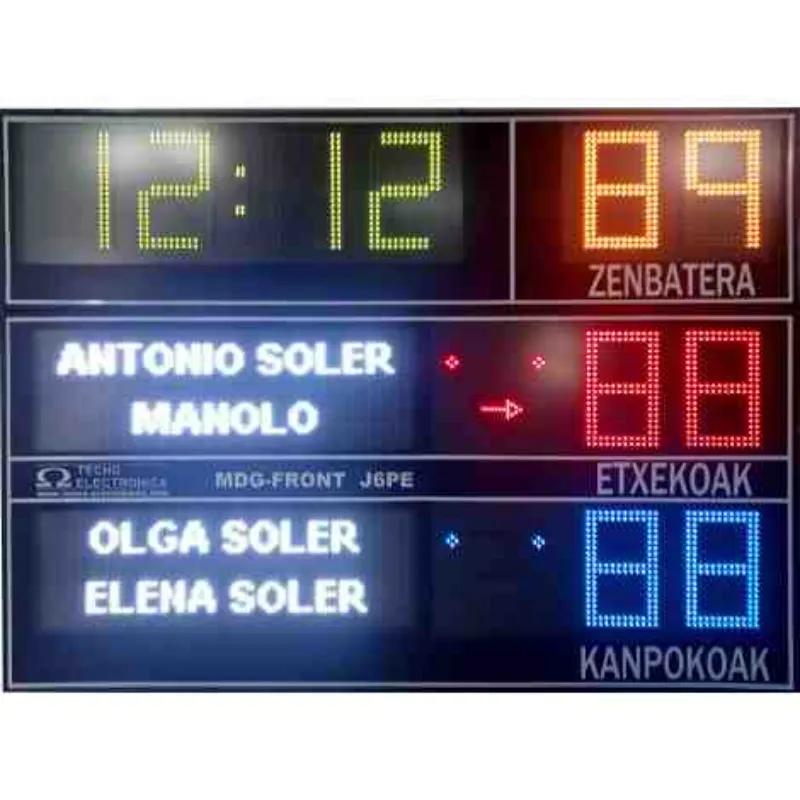 12:12 89
ZENBATERA
ANTONIO SOLER
MANOLO
88
TECHO
ELECTRONICA
MDG-FRONT J6PE
ETXEKOAK
OLGA SOLER
ELENA SOLER
88
KANPOKOAK